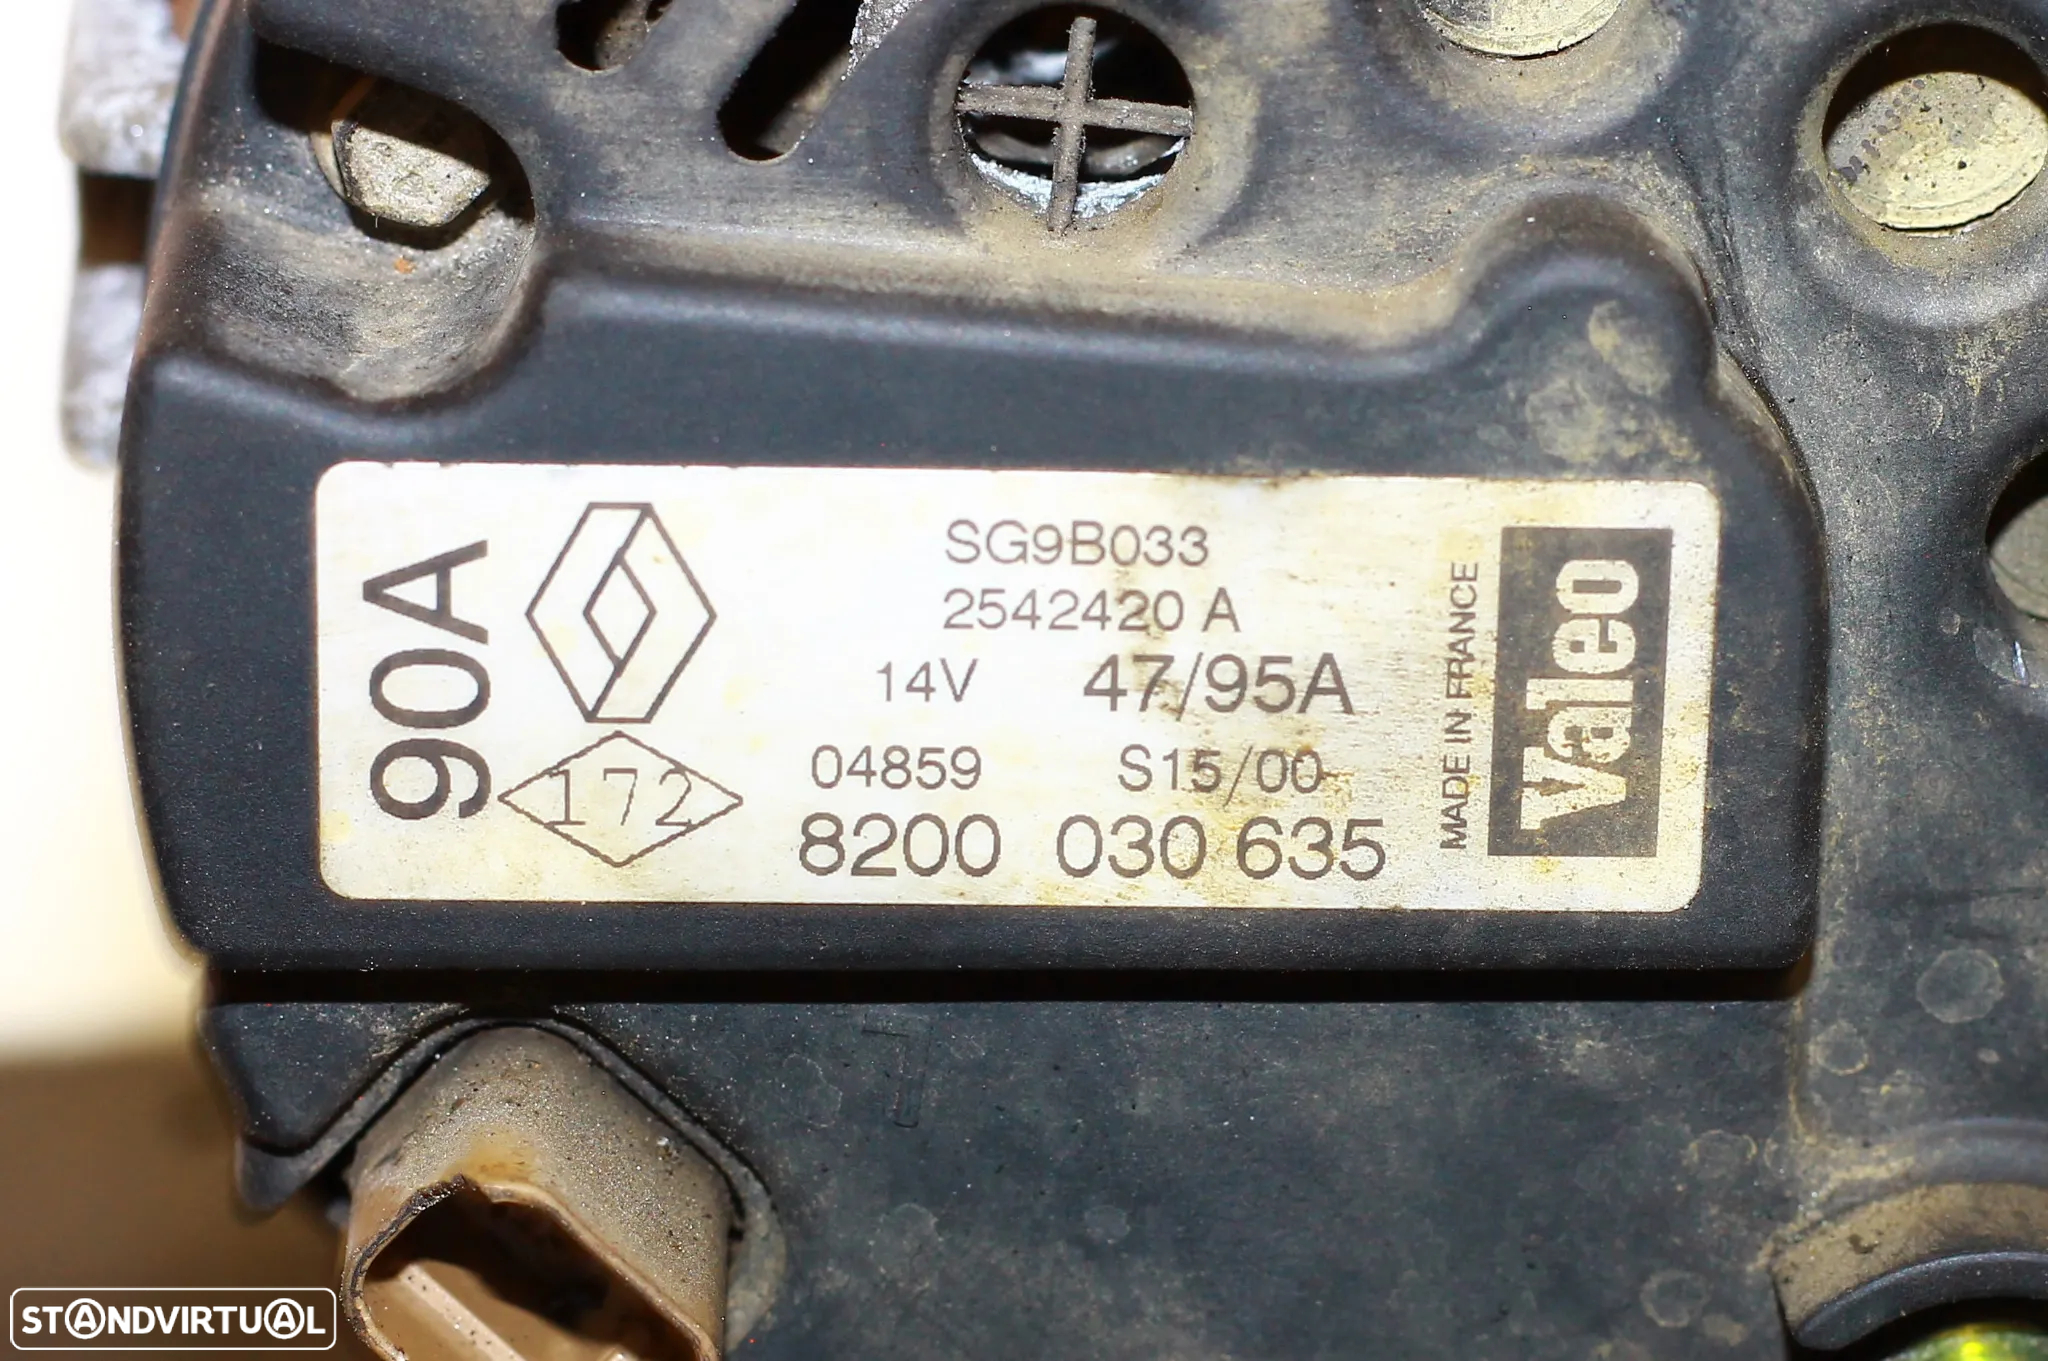 90A
SG9B033
2542420 A
14V 47/95A
172
04859 S15/00
8200 030 635
MADE IN FRANCE
Valeo
STANDVIRTUAL